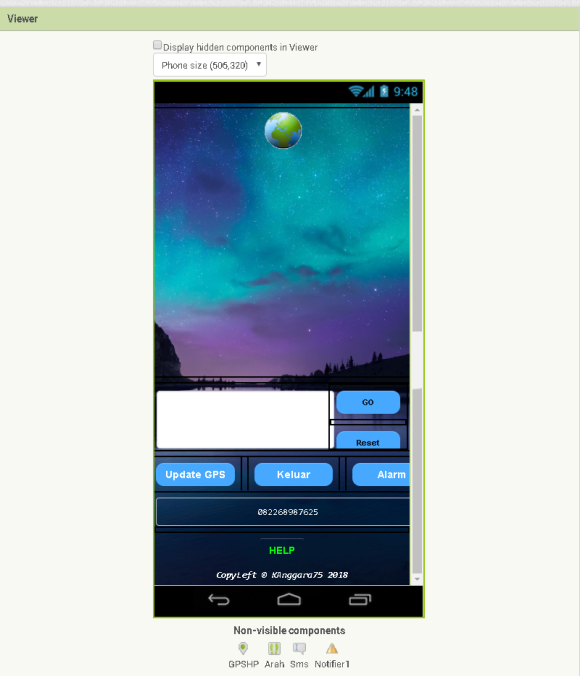 Viewer
Display hidden components in Viewer
Phone size (505,320)
9:48
GO
Reset
Update GPS
Keluar
Alarm
082268987625
HELP
CopyLeft © KAnggara75 2018
Non-visible components
GPSHP
Arah
Sms
Notifier1